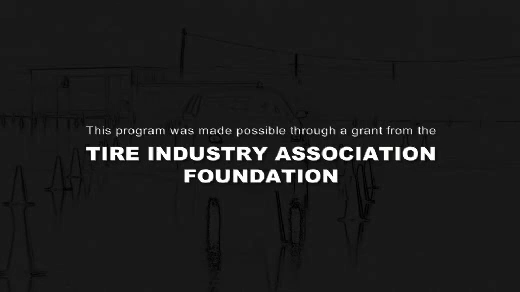 This program was made possible through a grant from the
TIRE INDUSTRY ASSOCIATION
FOUNDATION